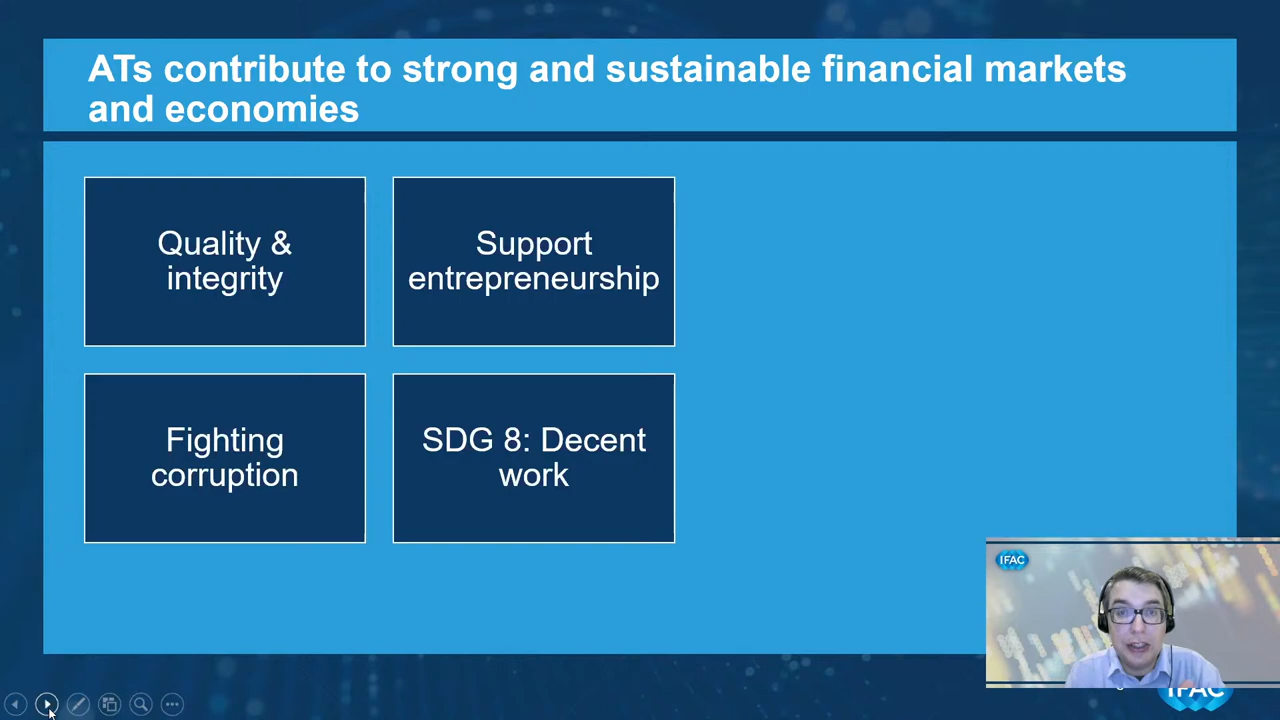 ATs contribute to strong and sustainable financial markets
and economies
Quality &
integrity
Support
entrepreneurship
Fighting
corruption
SDG 8: Decent
work
IFAC
IFAC